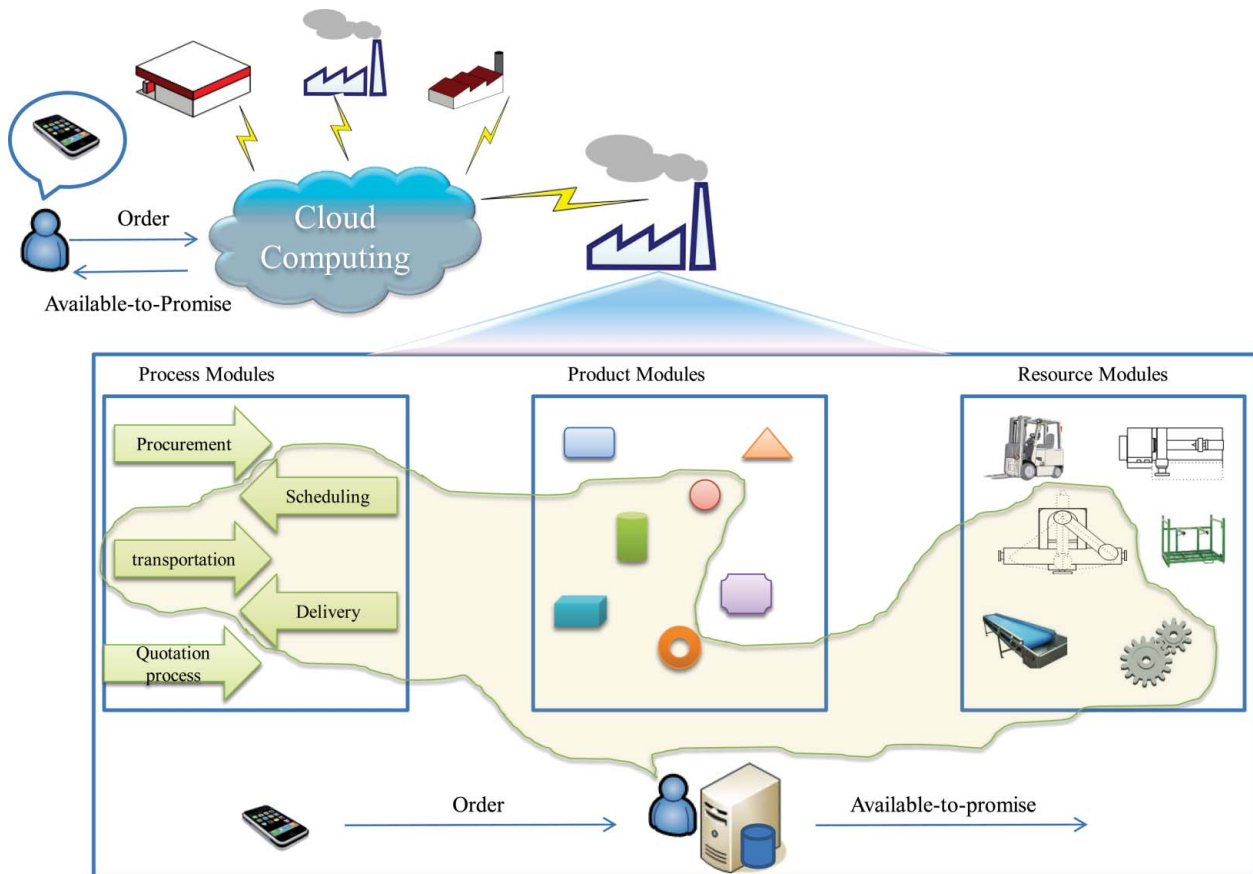 Order
Cloud
Computing
Available-to-Promise
Process Modules
Product Modules
Resource Modules
Procurement
Scheduling
transportation
Delivery
Quotation
process
Order
Available-to-promise